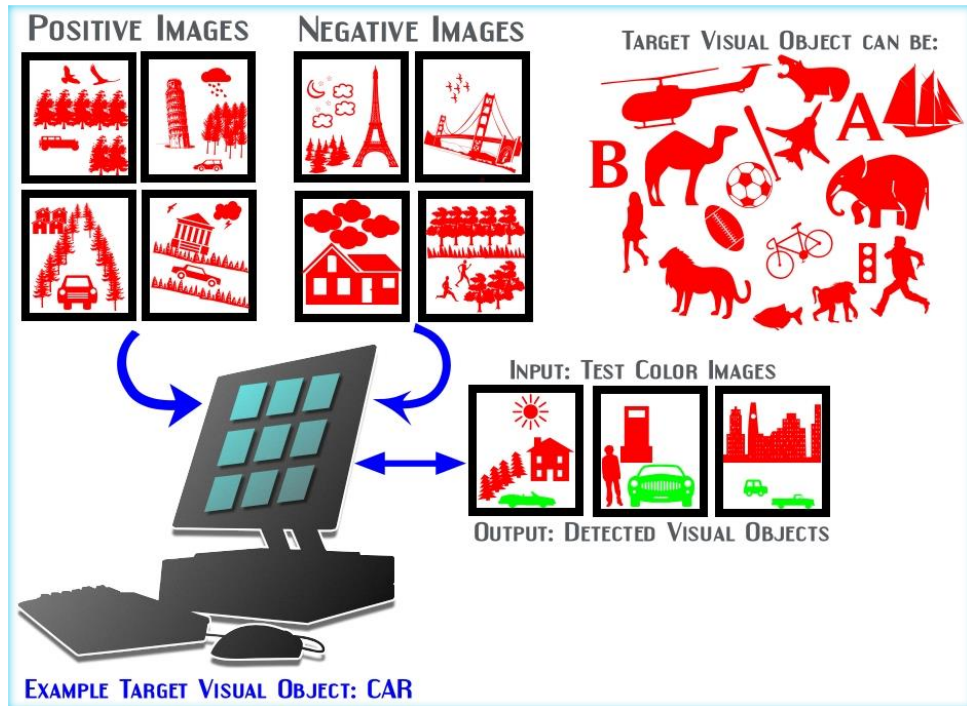 POSITIVE IMAGES
NEGATIVE IMAGES
TARGET VISUAL OBJECT CAN BE:
A
B
INPUT: TEST COLOR IMAGES
OUTPUT: DETECTED VISUAL OBJECTS
EXAMPLE TARGET VISUAL OBJECT: CAR